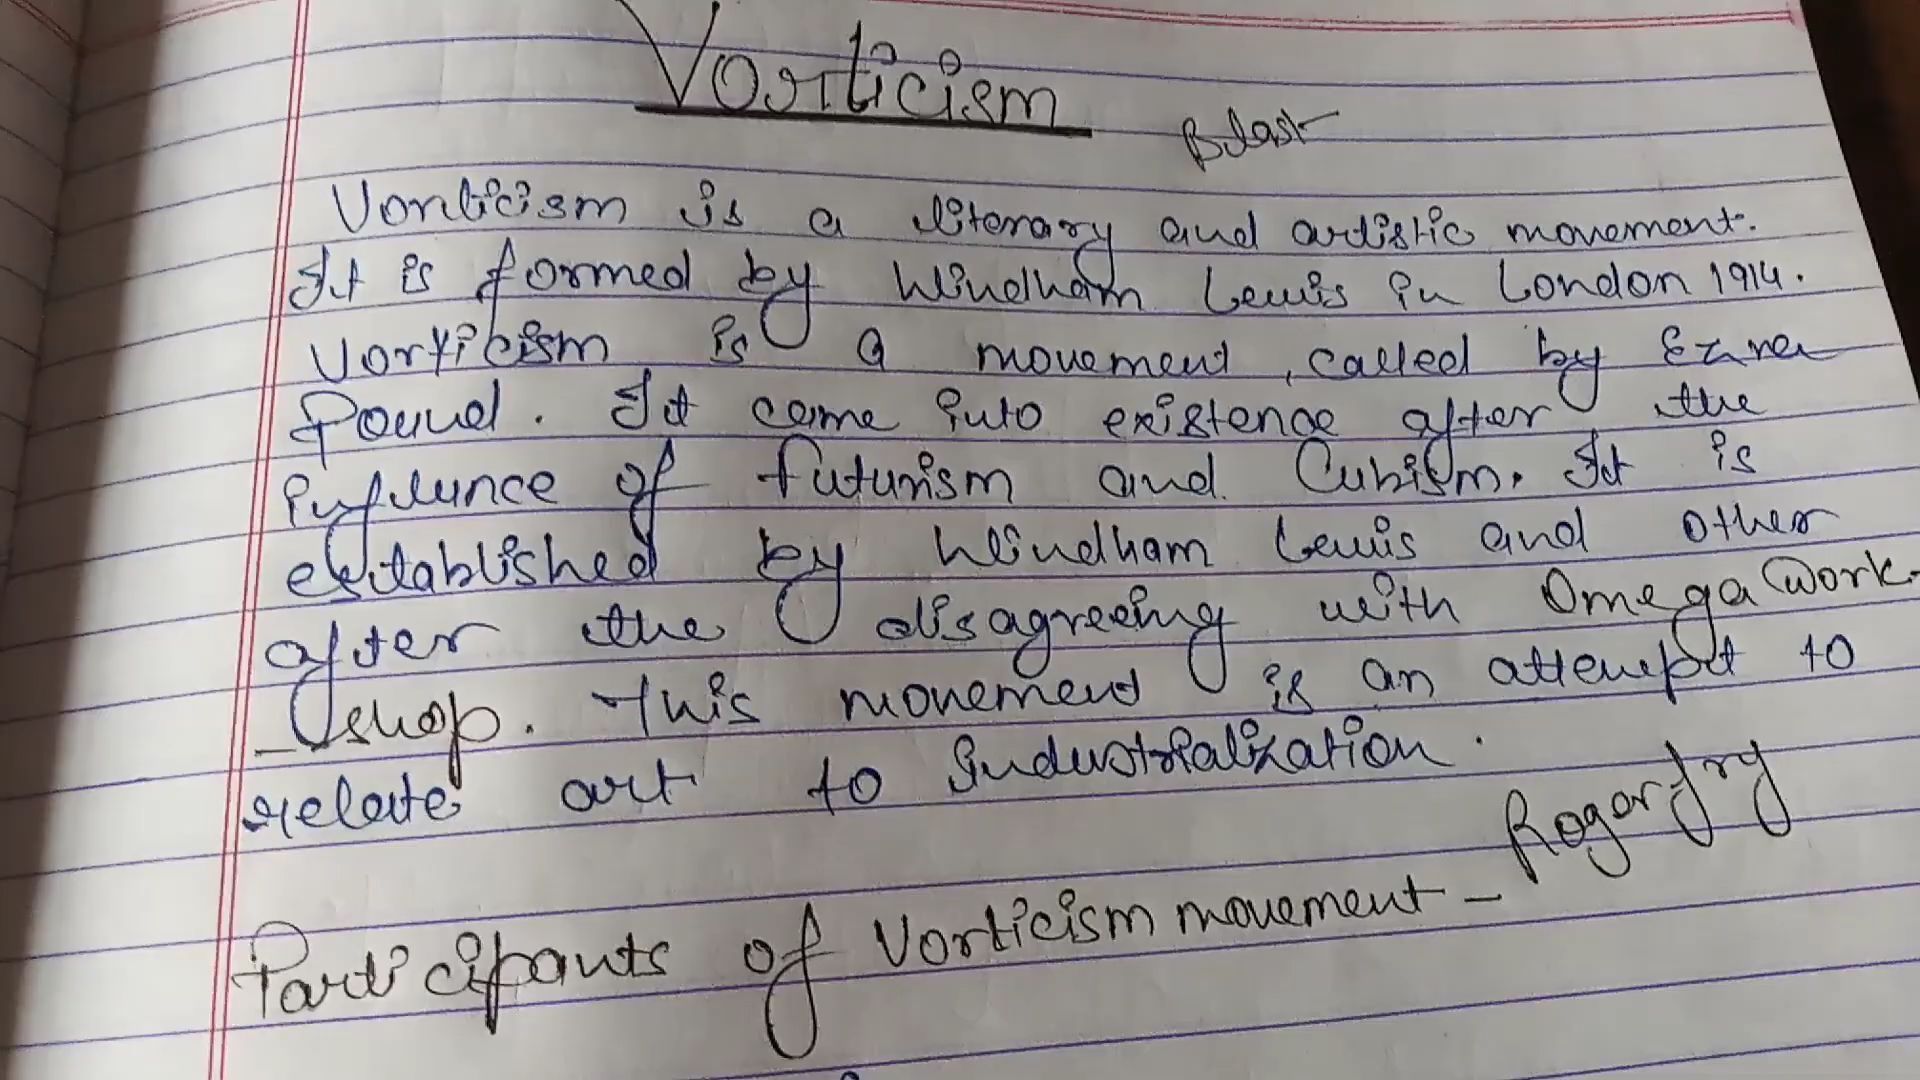 Vorticism
Blast
Vorticism is a literary and artistic movement.
It is formed by Windham Lewis in London 1914.
Vorticism is a movement, called by Ezra
Pound. It came into existence after the
influnce of futurism and Cubism. It is
established by Windham Lewis and other
after the disagreeing with Omega Work-
shop. This movement is an attempt to
relate art to Industrialization.
Rogar fry
Participants of Vorticism movement -